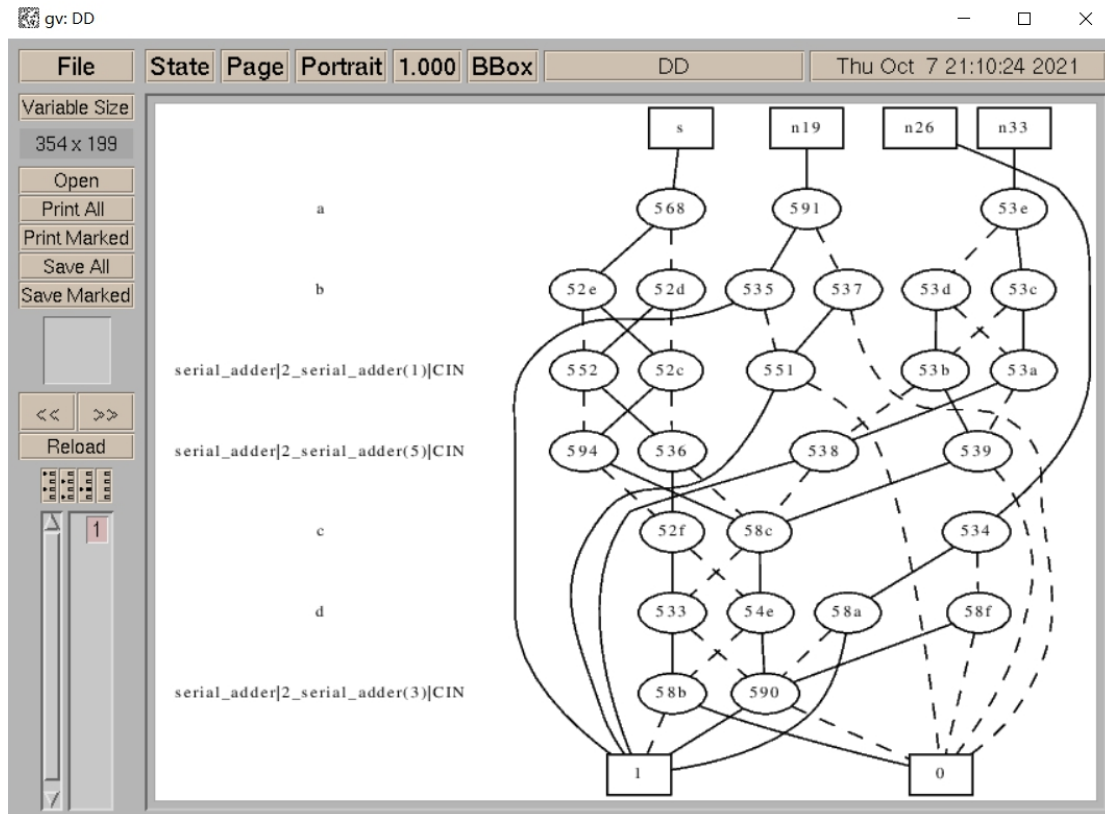 gv: DD
File State Page Portrait 1.000 BBox DD Thu Oct 7 21:10:24 2021
Variable Size
354 x 199
Open
Print All
Print Marked
Save All
Save Marked
<< >>
Reload
1
s n19 n26 n33
a 568 591 53e
b 52e 52d 535 537 53d 53c
serial_adder|2_serial_adder(1)|CIN 552 52c 551 53b 53a
serial_adder|2_serial_adder(5)|CIN 594 536 538 539
c 52f 58c 534
d 533 54e 58a 58f
serial_adder|2_serial_adder(3)|CIN 58b 590
1 0